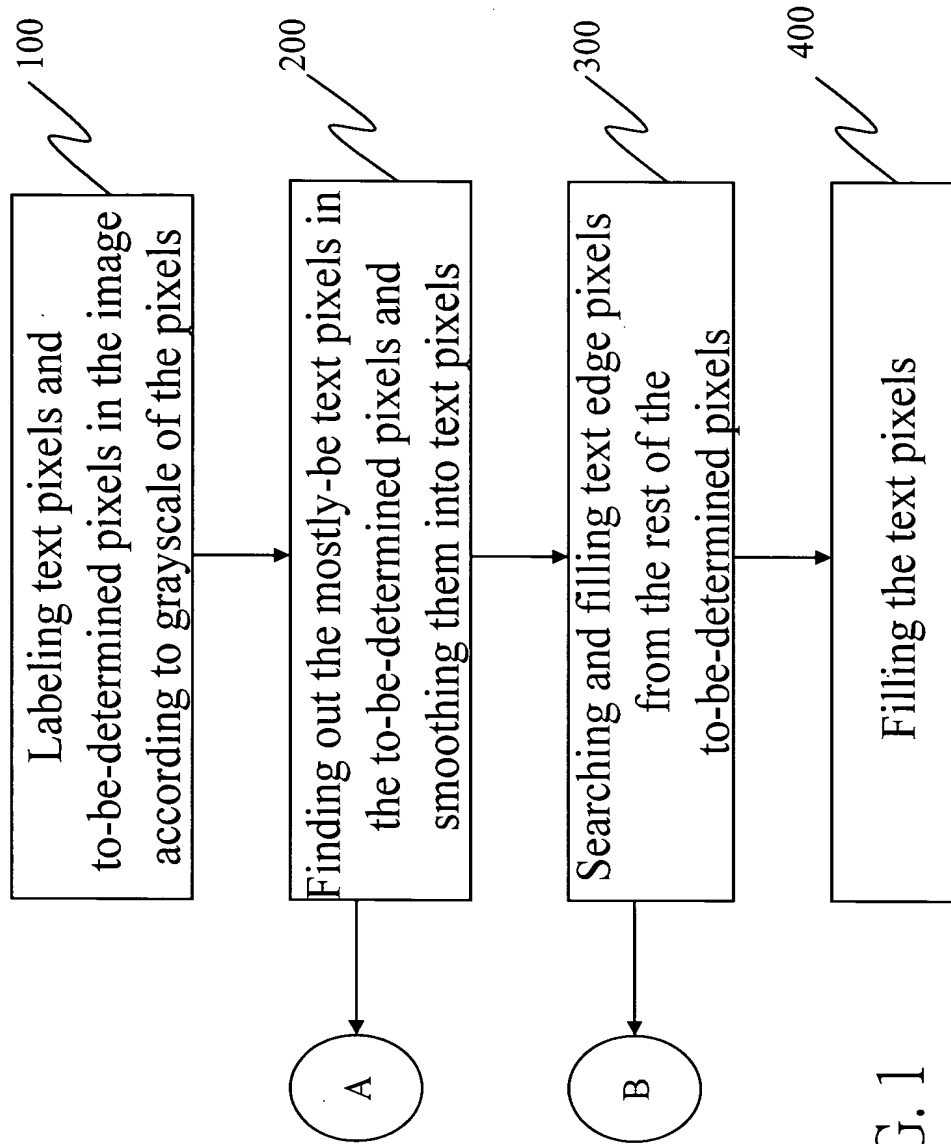 Labeling text pixels and
to-be-determined pixels in the image
according to grayscale of the pixels
100
Finding out the mostly-be text pixels in
the to-be-determined pixels and
smoothing them into text pixels
200
A
Searching and filling text edge pixels
from the rest of the
to-be-determined pixels
300
B
Filling the text pixels
400
G. 1